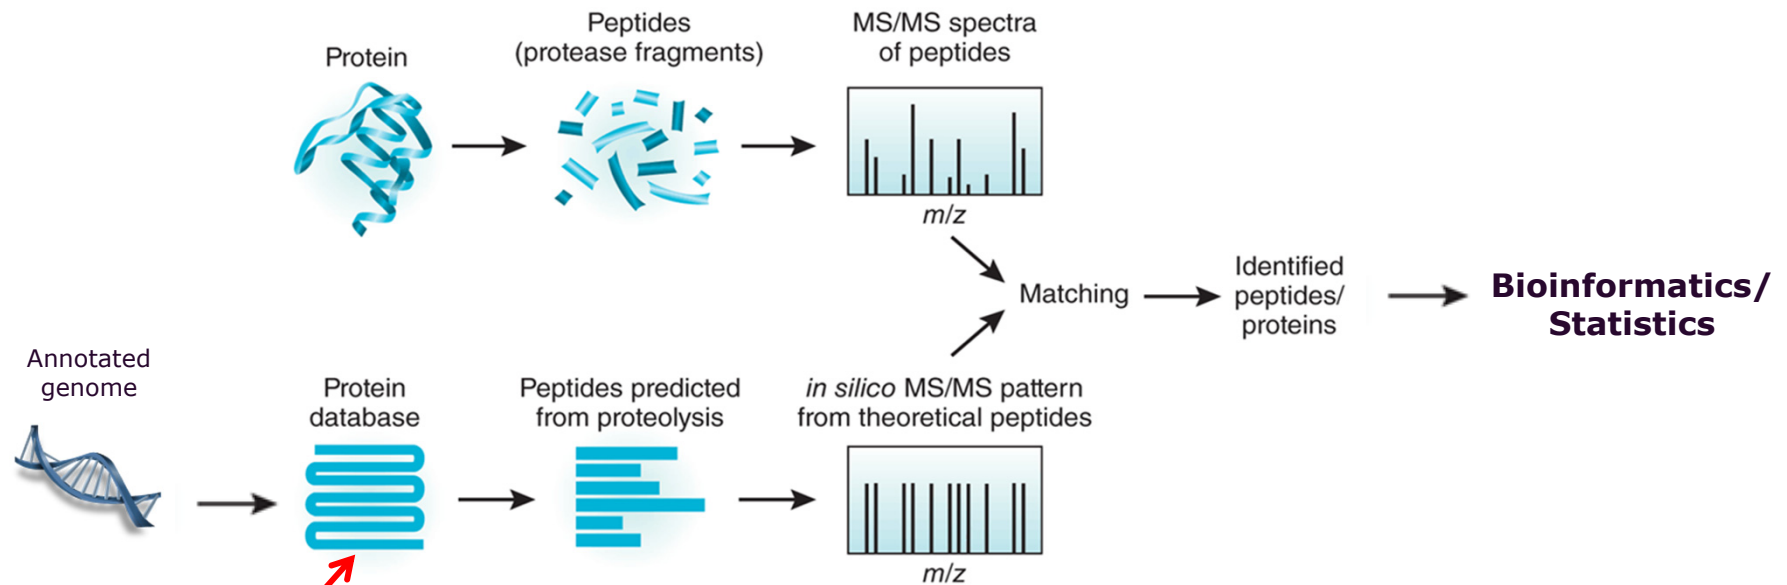 Protein
Peptides
(protease fragments)
MS/MS spectra
of peptides
m/z
Matching
Identified
peptides/
proteins
Bioinformatics/
Statistics
Annotated
genome
Protein
database
Peptides predicted
from proteolysis
in silico MS/MS pattern
from theoretical peptides
m/z